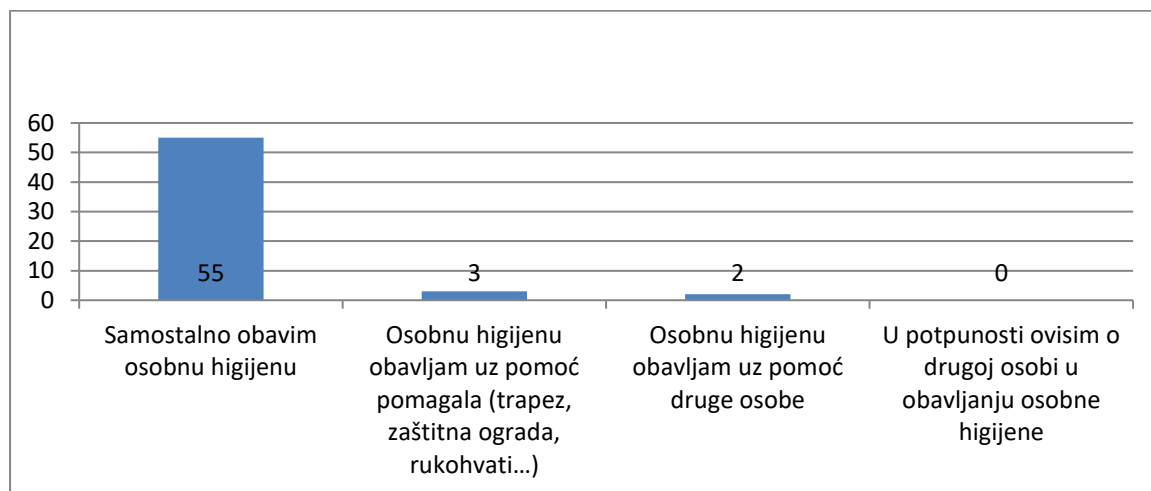 60
50
40
30
20
10
0
55
3
2
0
Samostalno obavim
osobnu higijenu
Osobnu higijenu
obavljam uz pomoć
pomagala (trapez,
zaštitna ograda,
rukohvati…)
Osobnu higijenu
obavljam uz pomoć
druge osobe
U potpunosti ovisim o
drugoj osobi u
obavljanju osobne
higijene